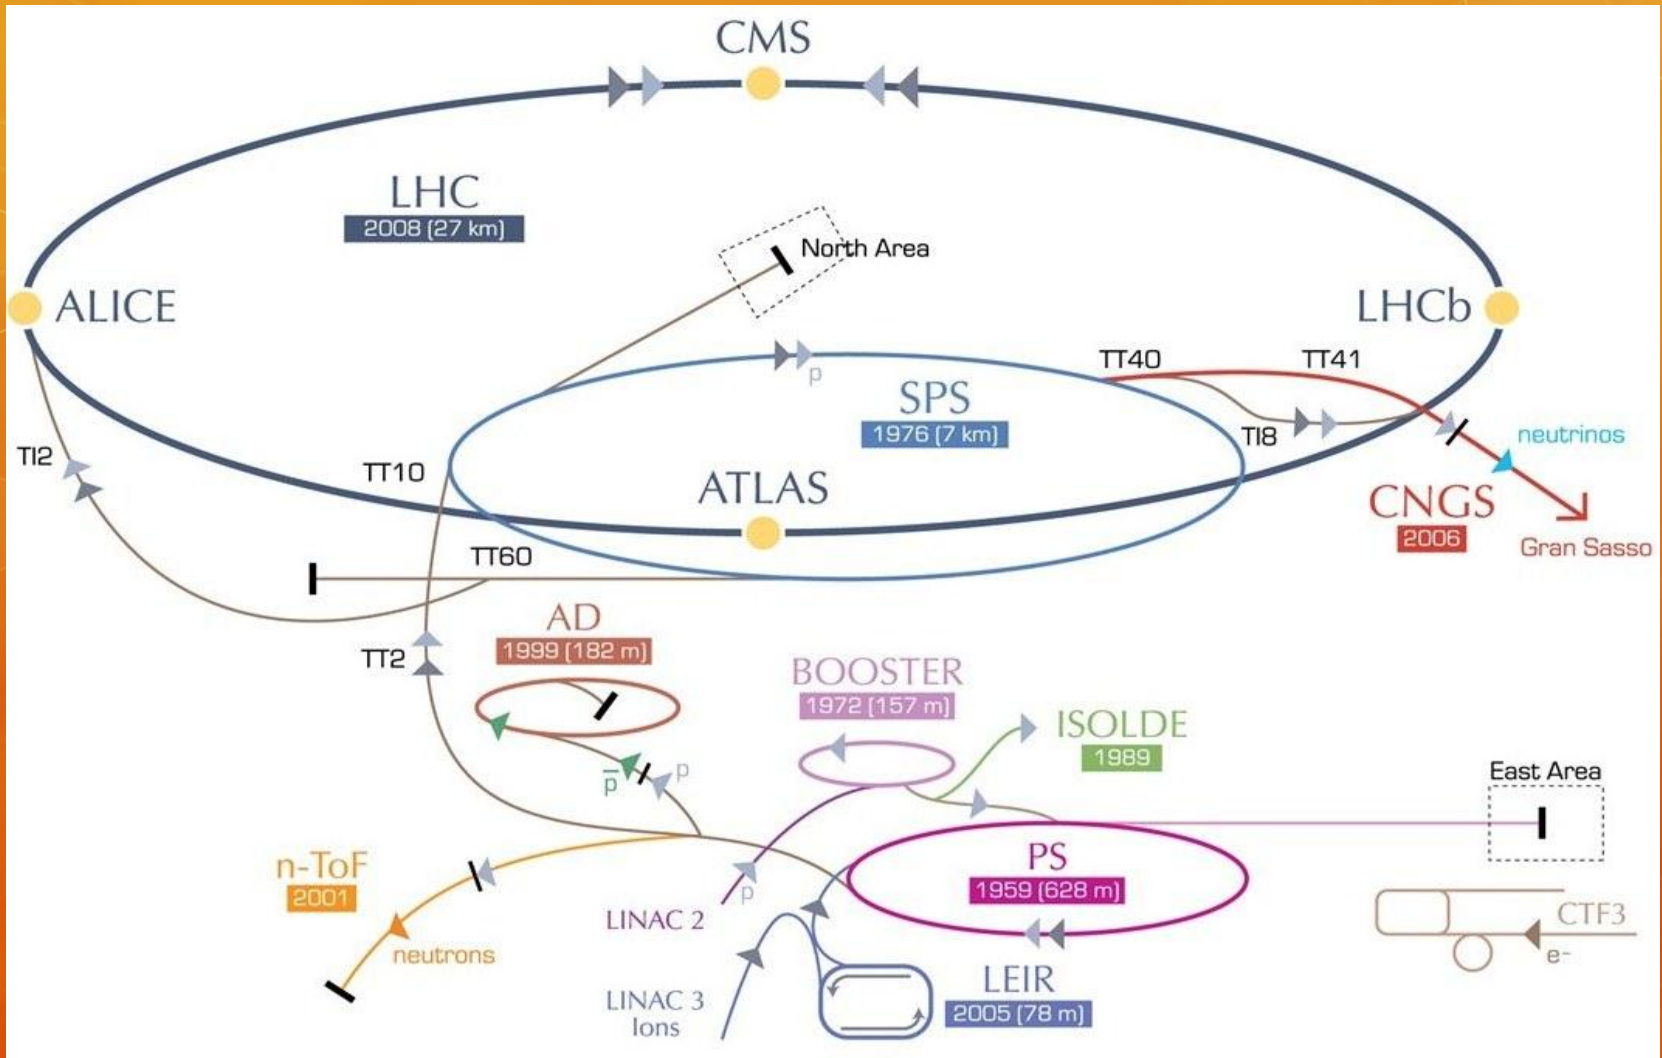 CMS
LHC
2008 (27 km)
North Area
ALICE
LHCb
p
TT40
TT41
SPS
1976 (7 km)
TI8
neutrinos
TI2
TT10
ATLAS
CNGS
2006
Gran Sasso
TT60
AD
1999 (182 m)
TT2
BOOSTER
1972 (157 m)
ISOLDE
1989
p̅
p
East Area
n-ToF
2001
PS
1959 (628 m)
p
LINAC 2
CTF3
neutrons
e-
LEIR
2005 (78 m)
LINAC 3
Ions